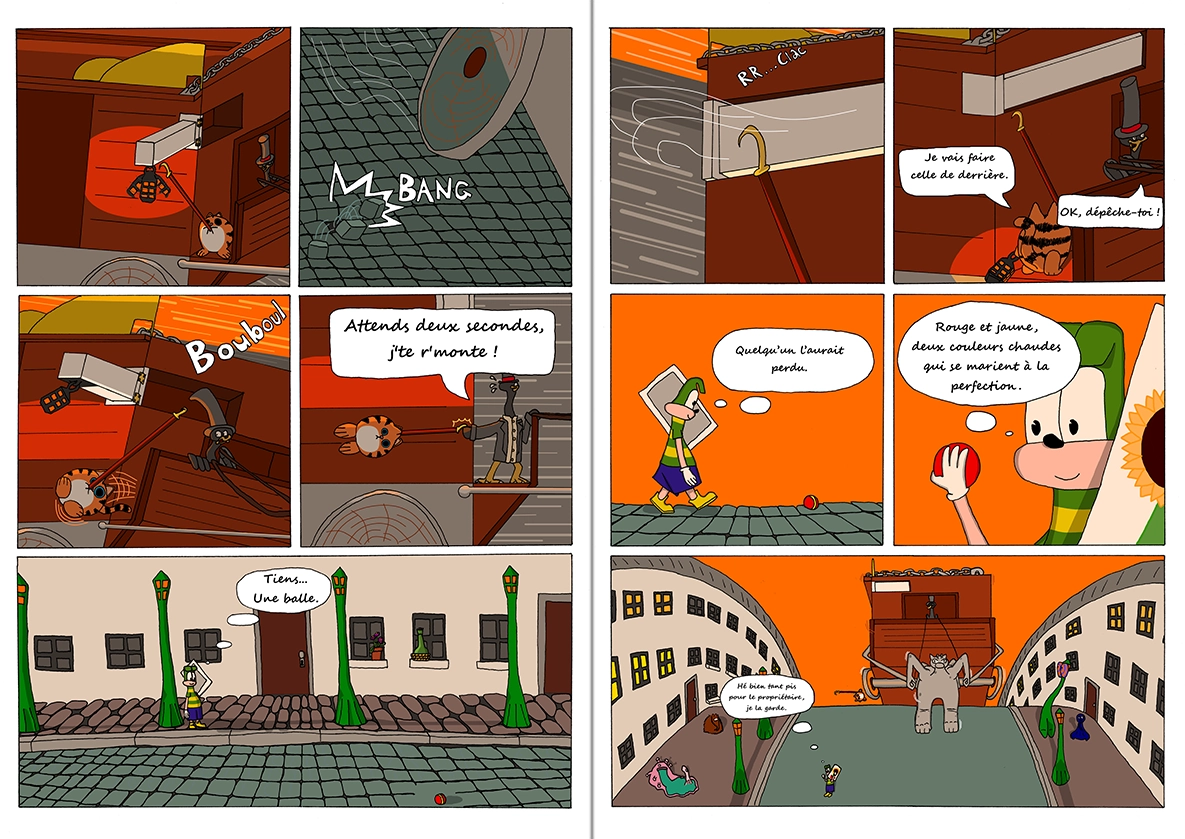 BANG
Bouboul
Attends deux secondes,
j'te r'monte !
Tiens...
Une balle.
RR...Clac
Je vais faire
celle de derrière.
OK, dépêche-toi !
Quelqu'un l'aurait
perdu.
Rouge et jaune,
deux couleurs chaudes
qui se marient à la
perfection.
Hé bien tant pis
pour le propriétaire,
je la garde.